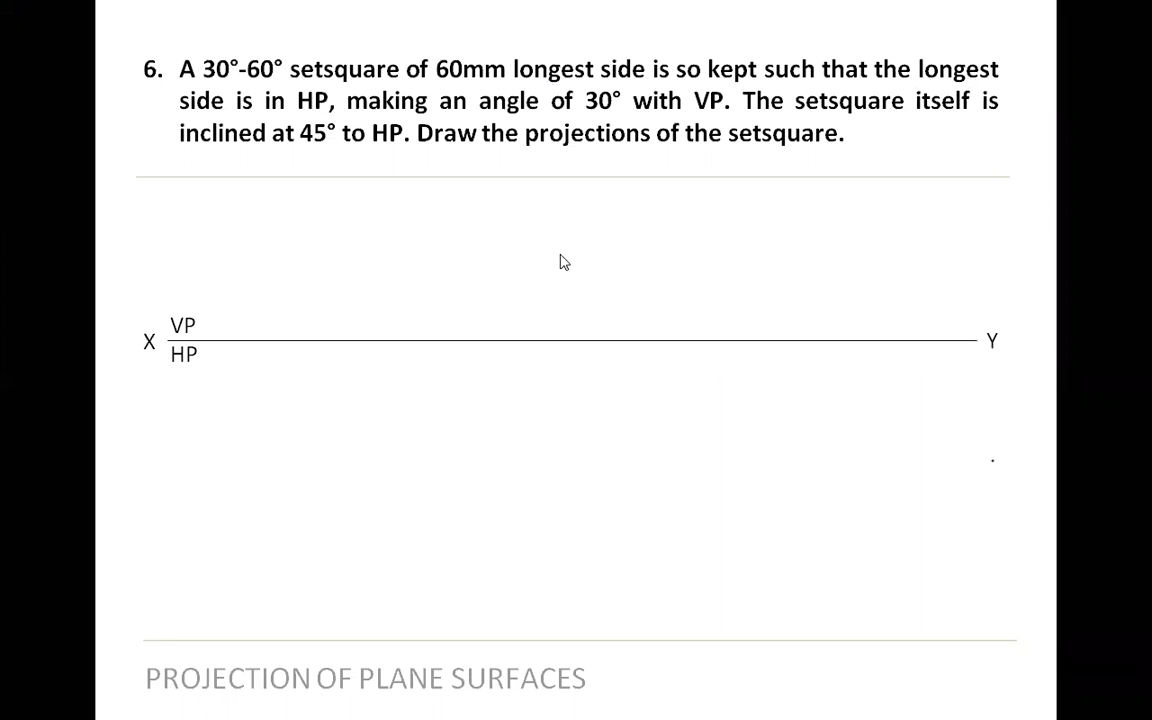 6. A 30°-60° setsquare of 60mm longest side is so kept such that the longest
side is in HP, making an angle of 30° with VP. The setsquare itself is
inclined at 45° to HP. Draw the projections of the setsquare.
VP
X Y
HP
PROJECTION OF PLANE SURFACES